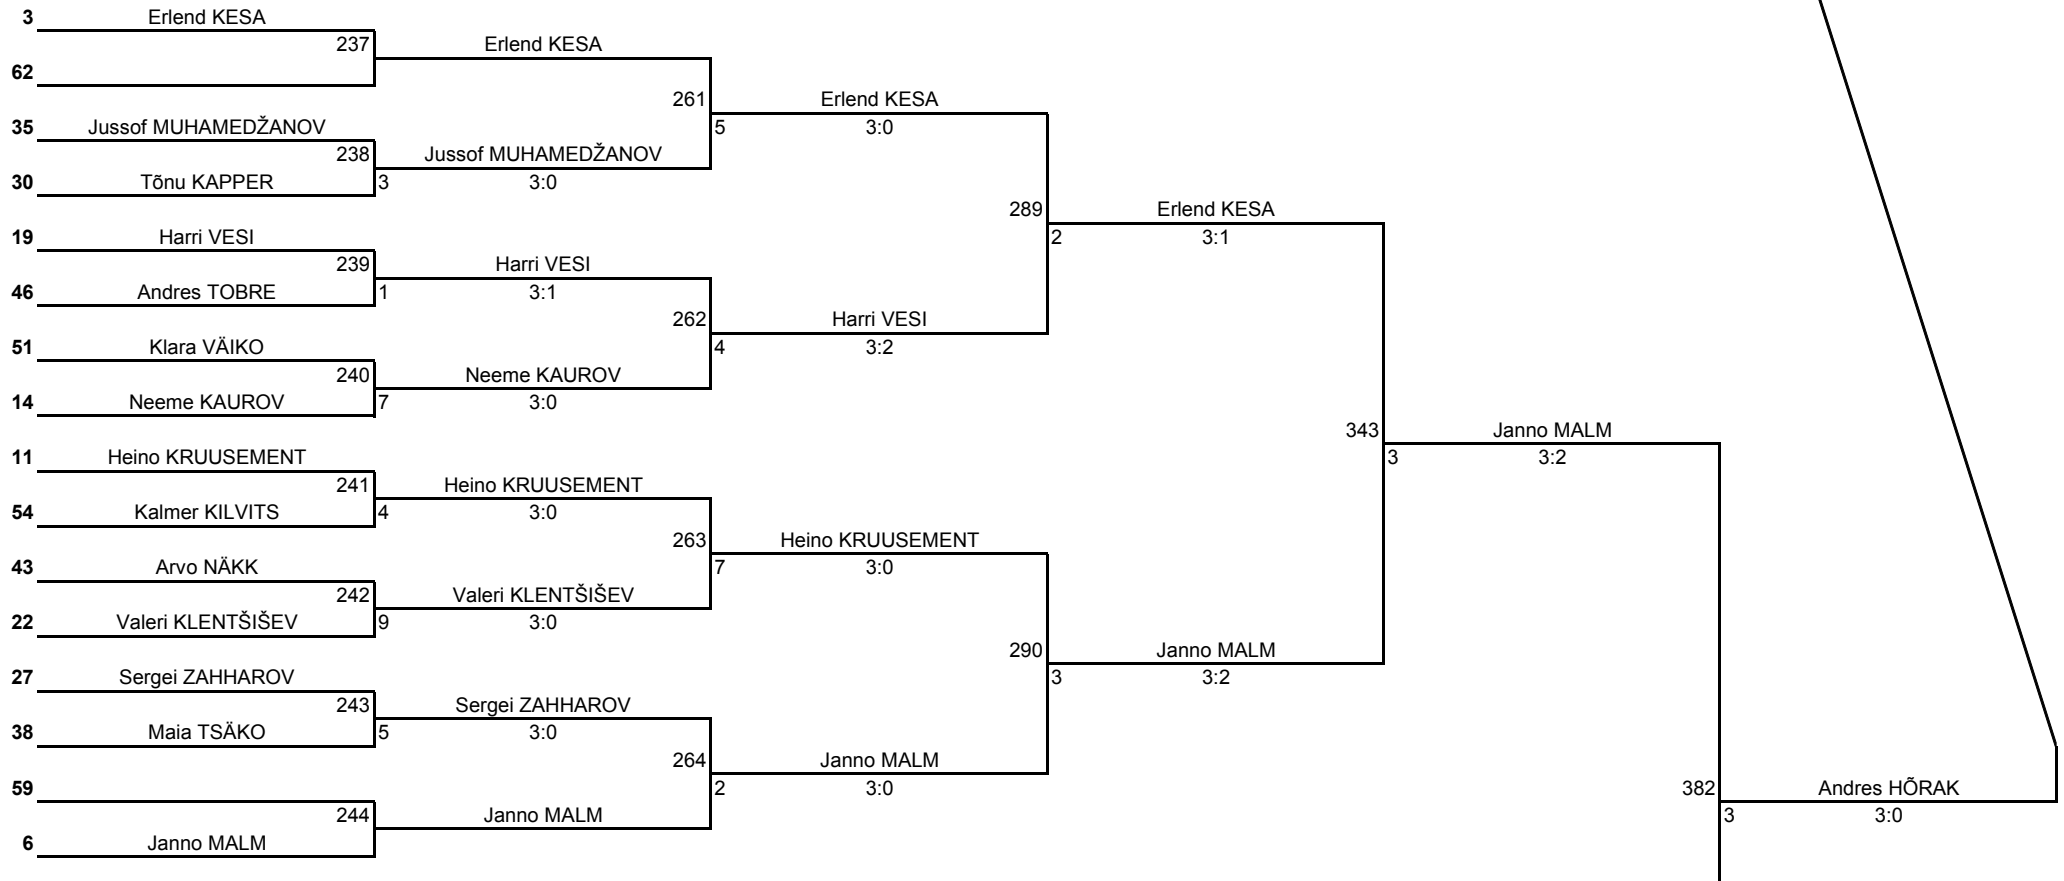 3 Erlend KESA
237 Erlend KESA
62
261 Erlend KESA
35 Jussof MUHAMEDŽANOV
5 3:0
238 Jussof MUHAMEDŽANOV
30 Tõnu KAPPER 3 3:0
289 Erlend KESA
19 Harri VESI
2 3:1
239 Harri VESI
46 Andres TOBRE 1 3:1
262 Harri VESI
51 Klara VÄIKO
4 3:2
240 Neeme KAUROV
14 Neeme KAUROV 7 3:0
343 Janno MALM
11 Heino KRUUSEMENT
3 3:2
241 Heino KRUUSEMENT
54 Kalmer KILVITS 4 3:0
263 Heino KRUUSEMENT
43 Arvo NÄKK
7 3:0
242 Valeri KLENTŠIŠEV
22 Valeri KLENTŠIŠEV 9 3:0
290 Janno MALM
27 Sergei ZAHHAROV
3 3:2
243 Sergei ZAHHAROV
38 Maia TSÄKO 5 3:0
264 Janno MALM
59
2 3:0
382 Andres HÕRAK
244 Janno MALM
3 3:0
6 Janno MALM